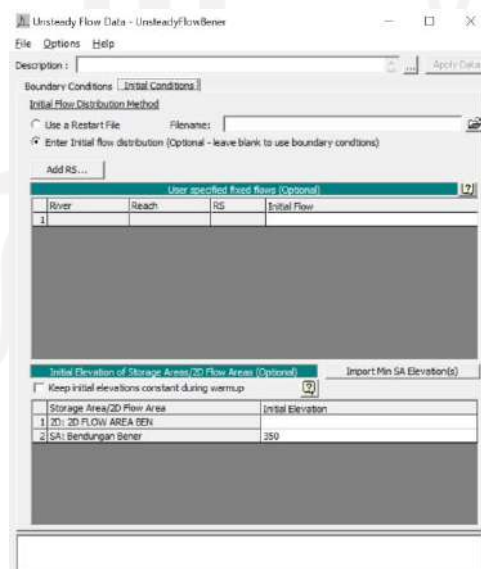 Unsteady Flow Data - UnsteadyFlowBener
File Options Help
Description : ... Apply Data
Boundary Conditions Initial Conditions
Initial Flow Distribution Method
Use a Restart File Filename:
Enter Initial flow distribution (Optional - leave blank to use boundary condtions)
Add RS...
User specified fixed flows (Optional) ?
River Reach RS Initial Flow
1
Initial Elevation of Storage Areas/2D Flow Areas (Optional) Import Min SA Elevation(s)
Keep initial elevations constant during warmup ?
Storage Area/2D Flow Area Initial Elevation
1 2D: 2D FLOW AREA BEN
2 SA: Bendungan Bener 350